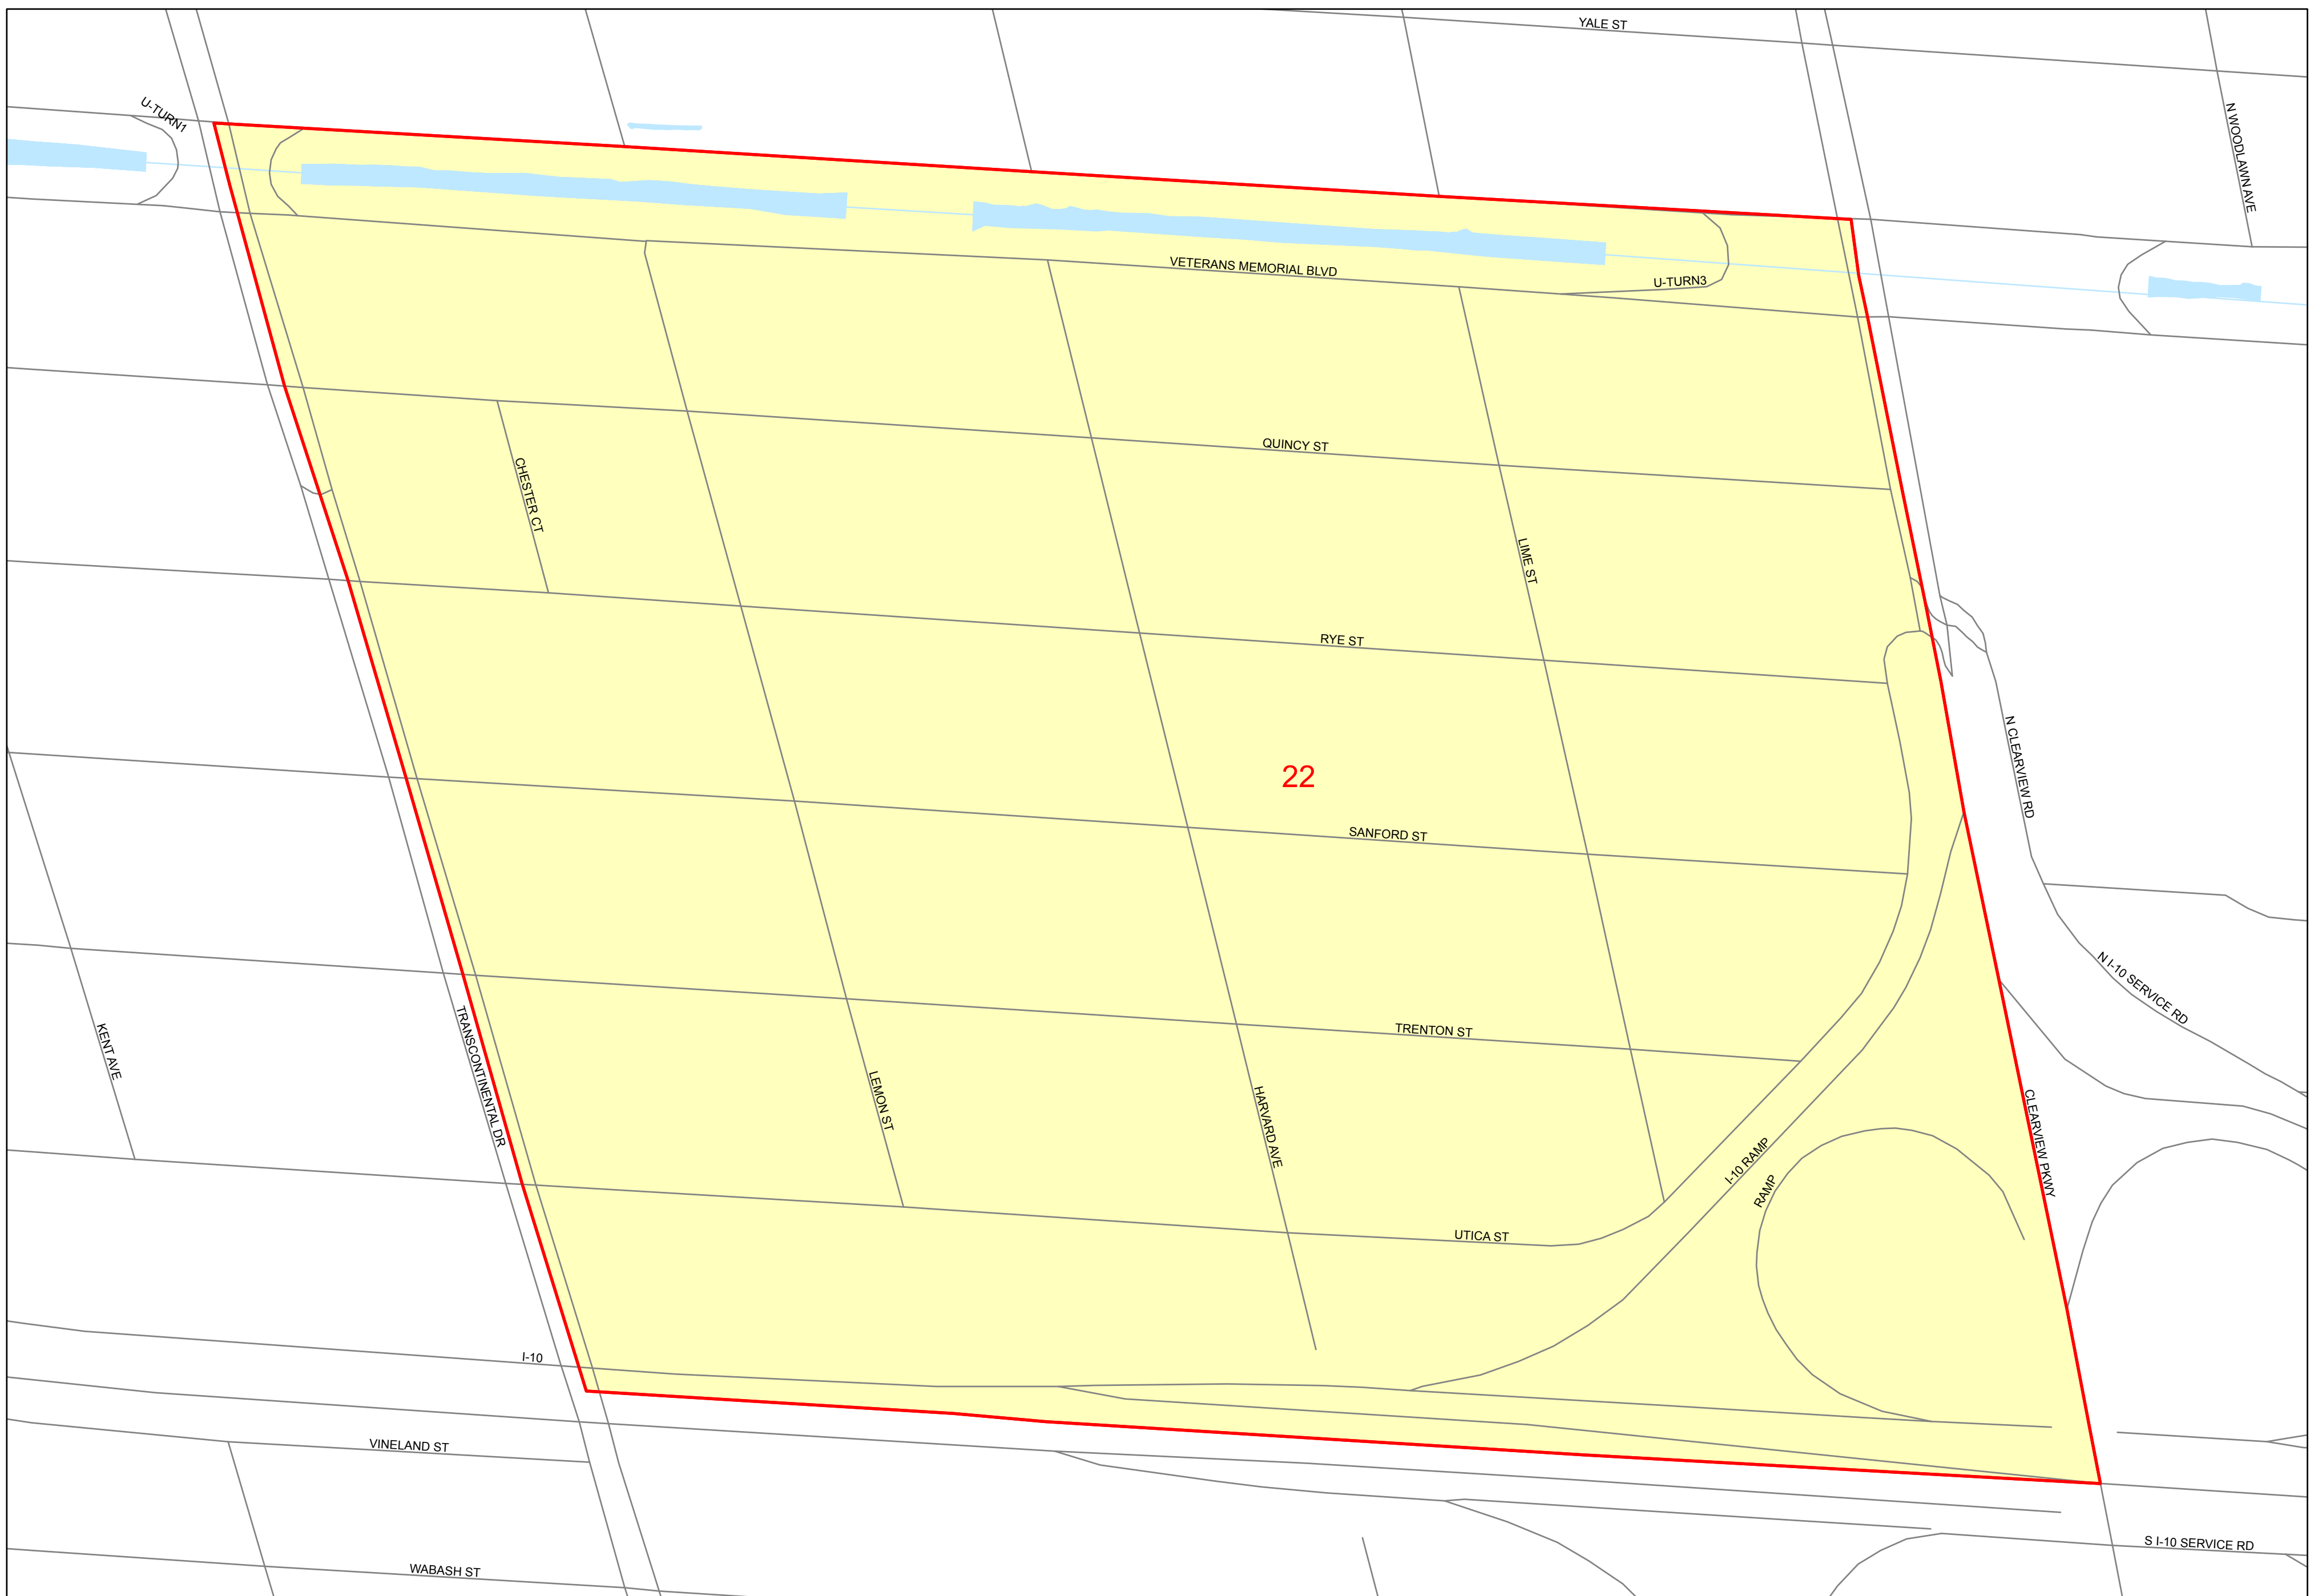 YALE ST
U-TURN1
N WOODLAWN AVE
VETERANS MEMORIAL BLVD
U-TURN3
QUINCY ST
CHESTER CT
LIME ST
RYE ST
N CLEARVIEW RD
22
SANFORD ST
N I-10 SERVICE RD
KENT AVE
TRANSCONTINENTAL DR
TRENTON ST
LEMON ST
HARVARD AVE
CLEARVIEW PKWY
I-10 RAMP
RAMP
UTICA ST
I-10
VINELAND ST
S I-10 SERVICE RD
WABASH ST